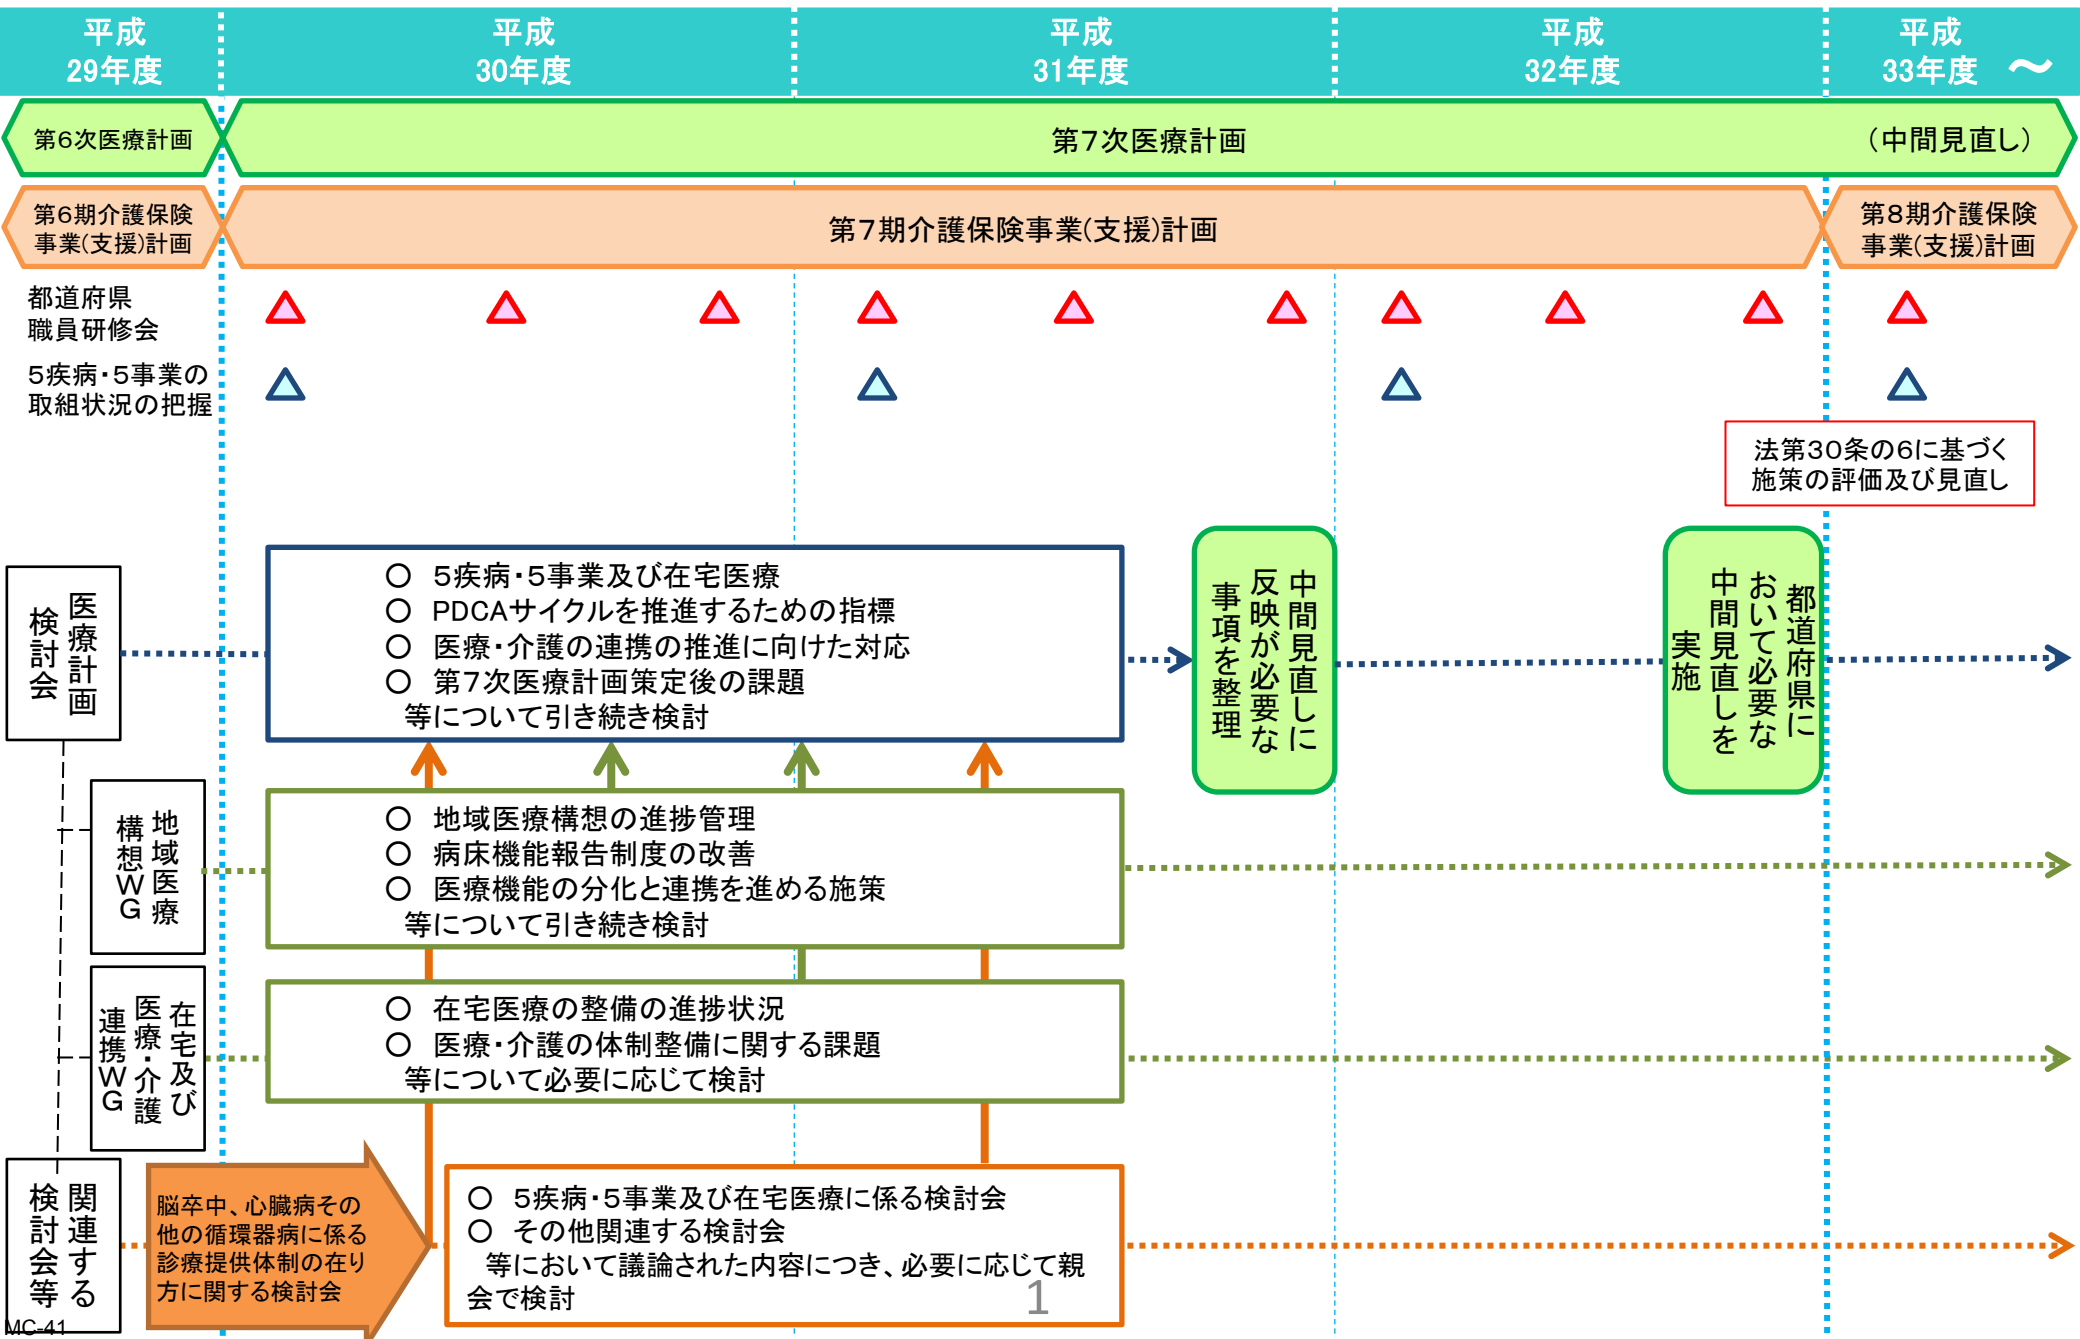 平成
29年度
平成
30年度
平成
31年度
平成
32年度
平成
33年度 ～
第６次医療計画
第７次医療計画
（中間見直し）
第６期介護保険
事業(支援)計画
第７期介護保険事業(支援)計画
第８期介護保険
事業(支援)計画
都道府県
職員研修会
５疾病・５事業の
取組状況の把握
法第３０条の６に基づく
施策の評価及び見直し
医療計画
検討会
○　５疾病・５事業及び在宅医療
○　PDCAサイクルを推進するための指標
○　医療・介護の連携の推進に向けた対応
○　第７次医療計画策定後の課題
等について引き続き検討
中間見直しに
反映が必要な
事項を整理
都道府県に
おいて必要な
中間見直しを
実施
地域医療
構想ＷＧ
○　地域医療構想の進捗管理
○　病床機能報告制度の改善
○　医療機能の分化と連携を進める施策
等について引き続き検討
在宅及び
医療・介護
連携ＷＧ
○　在宅医療の整備の進捗状況
○　医療・介護の体制整備に関する課題
等について必要に応じて検討
関連する
検討会等
脳卒中、心臓病その
他の循環器病に係る
診療提供体制の在り
方に関する検討会
○　５疾病・５事業及び在宅医療に係る検討会
○　その他関連する検討会
等において議論された内容につき、必要に応じて親
会で検討
1
MC-41